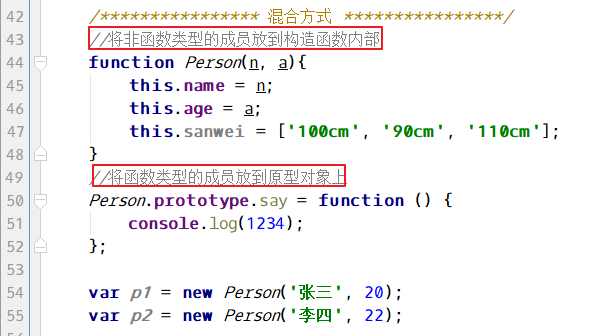 42 /**************** 混合方式 ****************/
43 //将非函数类型的成员放到构造函数内部
44 function Person(n, a){
45 this.name = n;
46 this.age = a;
47 this.sanwei = ['100cm', '90cm', '110cm'];
48 }
49 //将函数类型的成员放到原型对象上
50 Person.prototype.say = function () {
51 console.log(1234);
52 };
53
54 var p1 = new Person('张三', 20);
55 var p2 = new Person('李四', 22);